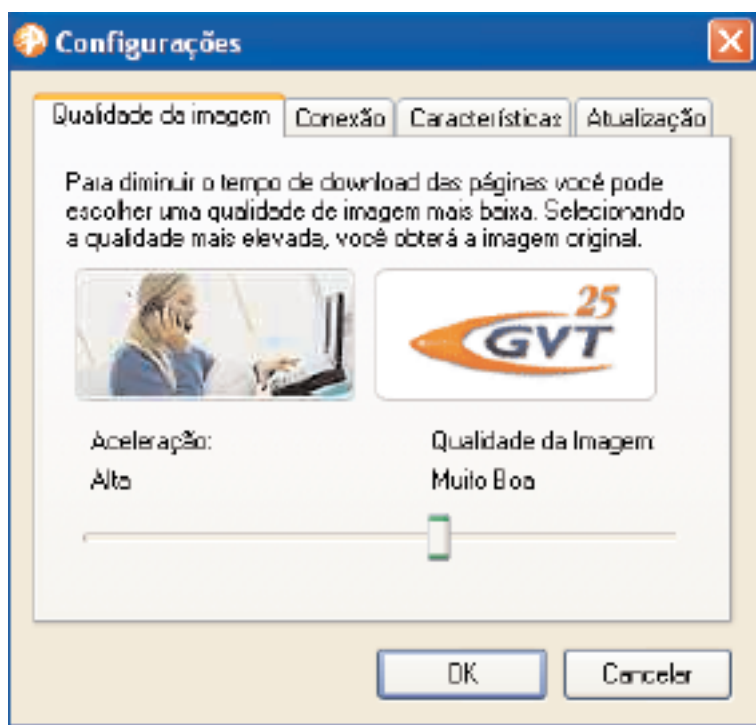 Configurações
Qualidade da imagem Conexão Características Atualização
Para diminuir o tempo de download das páginas você pode
escolher uma qualidade de imagem mais baixa. Selecionando
a qualidade mais elevada, você obterá a imagem original.
25
GVT
Aceleração: Qualidade da Imagem:
Alta Muito Boa
OK Cancelar